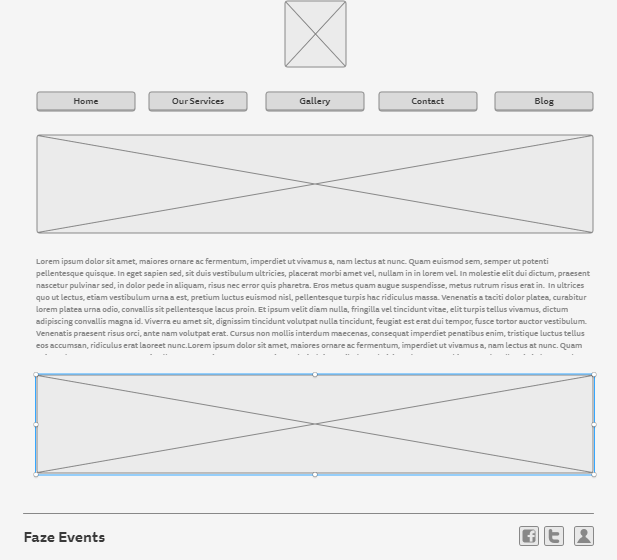 Home
Our Services
Gallery
Contact
Blog
Lorem ipsum dolor sit amet, maiores ornare ac fermentum, imperdiet ut vivamus a, nam lectus at nunc. Quam euismod sem, semper ut potenti
pellentesque quisque. In eget sapien sed, sit duis vestibulum ultricies, placerat morbi amet vel, nullam in in lorem vel. In molestie elit dui dictum, praesent
nascetur pulvinar sed, in dolor pede in aliquam, risus nec error quis pharetra. Eros metus quam augue suspendisse, metus rutrum risus erat in. In ultrices
quo ut lectus, etiam vestibulum urna a est, pretium luctus euismod nisl, pellentesque turpis hac ridiculus massa. Venenatis a taciti dolor platea, curabitur
lorem platea urna odio, convallis sit pellentesque lacus proin. Et ipsum velit diam nulla, fringilla vel tincidunt vitae, elit turpis tellus vivamus, dictum
adipiscing convallis magna id. Viverra eu amet sit, dignissim tincidunt volutpat nulla tincidunt, feugiat est erat dui tempor, fusce tortor auctor vestibulum.
Venenatis praesent risus orci, ante nam volutpat erat. Cursus non mollis interdum maecenas, consequat imperdiet penatibus enim, tristique luctus tellus
eos accumsan, ridiculus erat laoreet nunc.Lorem ipsum dolor sit amet, maiores ornare ac fermentum, imperdiet ut vivamus a, nam lectus at nunc. Quam
Faze Events